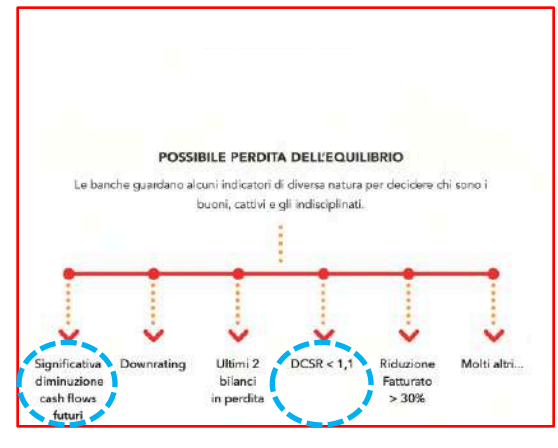 POSSIBILE PERDITA DELL'EQUILIBRIO
Le banche guardano alcuni indicatori di diversa natura per decidere chi sono i
buoni, cattivi e gli indisciplinati.
Significativa
diminuzione
cash flows
futuri
Downrating
Ultimi 2
bilanci
in perdita
DCSR < 1,1
Riduzione
Fatturato
> 30%
Molti altri...